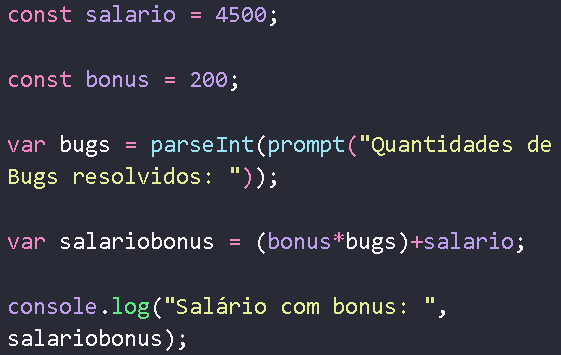 const salario = 4500;
const bonus = 200;
var bugs = parseInt(prompt("Quantidades de
Bugs resolvidos: "));
var salariobonus = (bonus*bugs)+salario;
console.log("Salário com bonus: ",
salariobonus);